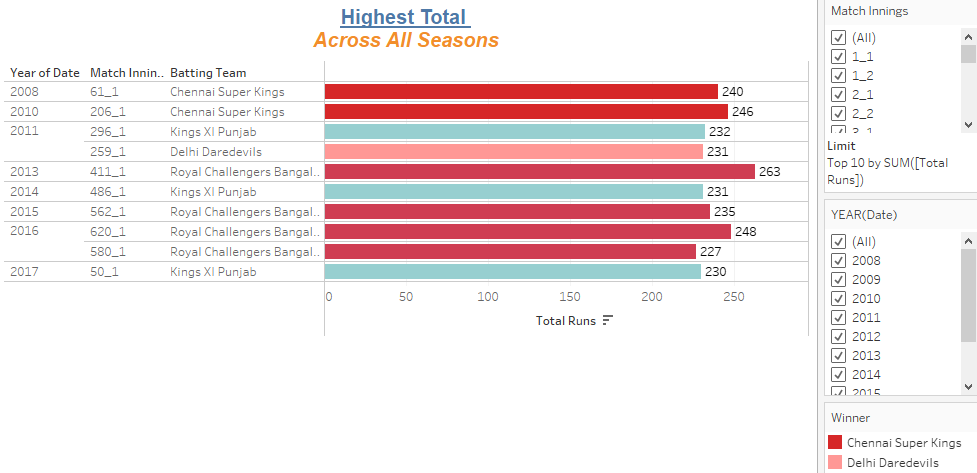 Highest Total
Across All Seasons
Year of Date Match Innin.. Batting Team
2008 61_1 Chennai Super Kings 240
2010 206_1 Chennai Super Kings 246
2011 296_1 Kings XI Punjab 232
259_1 Delhi Daredevils 231
2013 411_1 Royal Challengers Bangal.. 263
2014 486_1 Kings XI Punjab 231
2015 562_1 Royal Challengers Bangal.. 235
2016 620_1 Royal Challengers Bangal.. 248
580_1 Royal Challengers Bangal.. 227
2017 50_1 Kings XI Punjab 230
0 50 100 150 200 250
Total Runs
Match Innings
(All)
1_1
1_2
2_1
2_2
3_1
Limit
Top 10 by SUM([Total
Runs])
YEAR(Date)
(All)
2008
2009
2010
2011
2012
2013
2014
2015
Winner
Chennai Super Kings
Delhi Daredevils